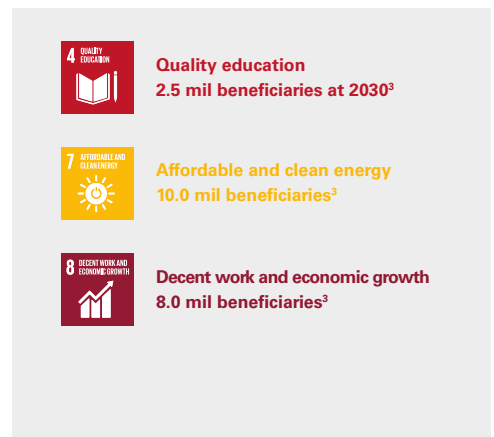 4 QUALITY
EDUCATION
Quality education
2.5 mil beneficiaries at 2030³
7 AFFORDABLE AND
CLEAN ENERGY
Affordable and clean energy
10.0 mil beneficiaries³
8 DECENT WORK AND
ECONOMIC GROWTH
Decent work and economic growth
8.0 mil beneficiaries³